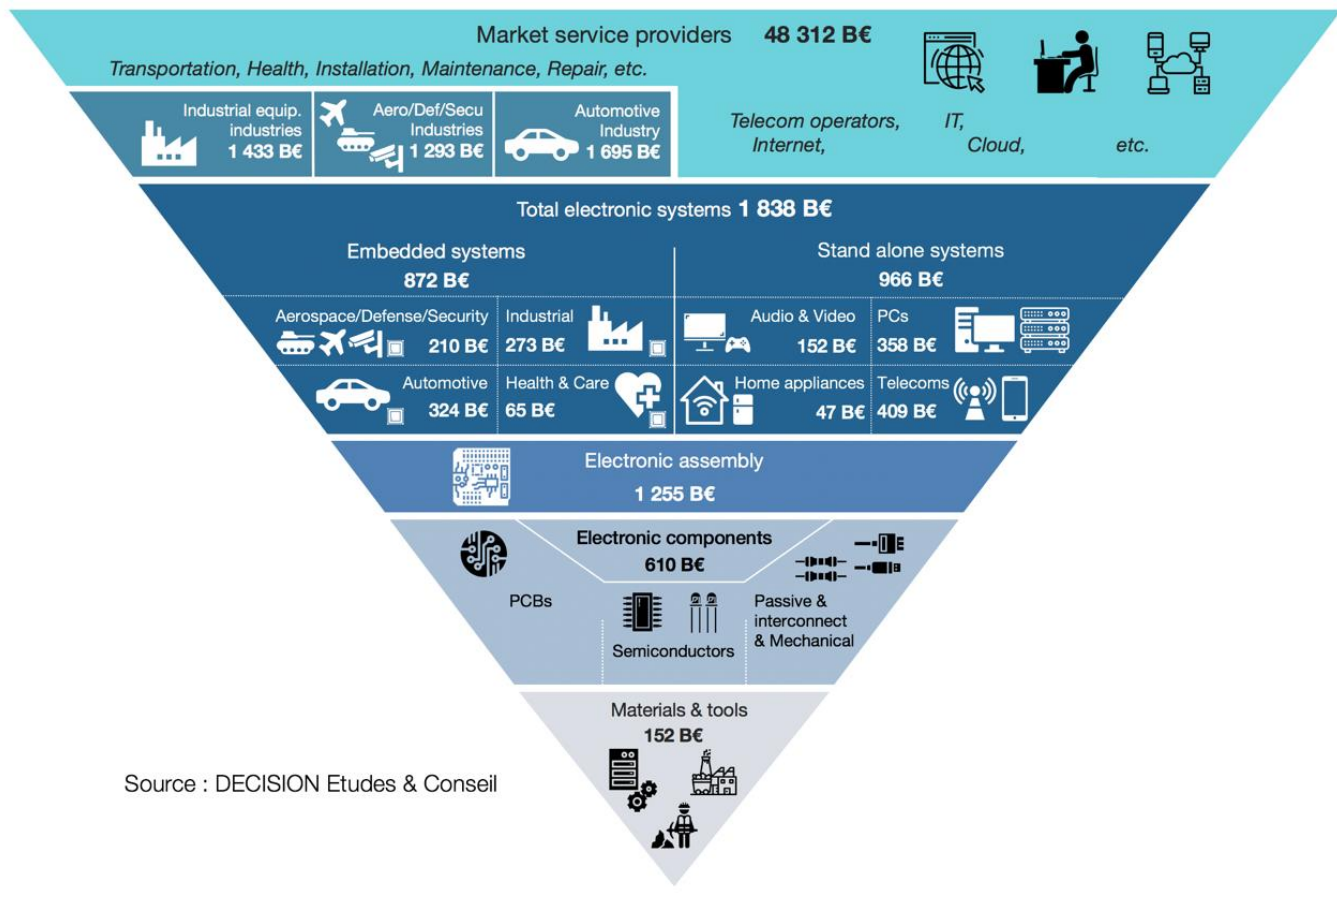 Market service providers 48 312 B€
Transportation, Health, Installation, Maintenance, Repair, etc.
Industrial equip.
industries
1 433 B€
Aero/Def/Secu
Industries
1 293 B€
Automotive
Industry
1 695 B€
Telecom operators, IT,
Internet, Cloud, etc.
Total electronic systems 1 838 B€
Embedded systems
872 B€
Stand alone systems
966 B€
Aerospace/Defense/Security
210 B€
Industrial
273 B€
Audio & Video
152 B€
PCs
358 B€
Automotive
324 B€
Health & Care
65 B€
Home appliances
47 B€
Telecoms
409 B€
Electronic assembly
1 255 B€
Electronic components
610 B€
PCBs
Semiconductors
Passive &
interconnect
& Mechanical
Materials & tools
152 B€
Source : DECISION Etudes & Conseil